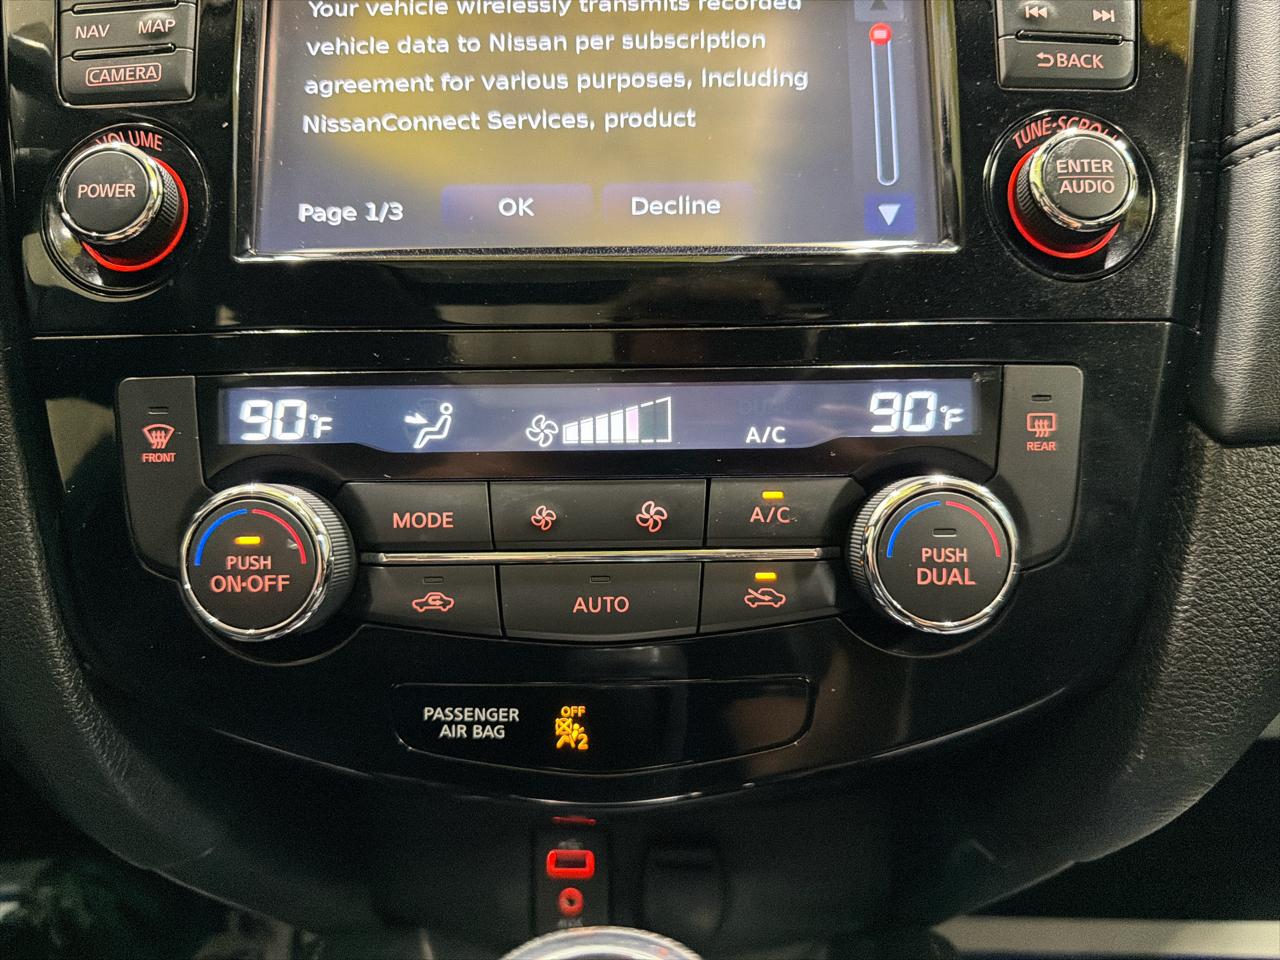 Your vehicle wirelessly transmits recorded
vehicle data to Nissan per subscription
agreement for various purposes, including
NissanConnect Services, product
Page 1/3 OK Decline
NAV MAP
CAMERA
VOLUME
POWER
BACK
TUNE·SCROLL
ENTER
AUDIO
90°F A/C 90°F
FRONT
REAR
MODE
A/C
PUSH
ON·OFF
AUTO
PUSH
DUAL
PASSENGER
AIR BAG
OFF
2